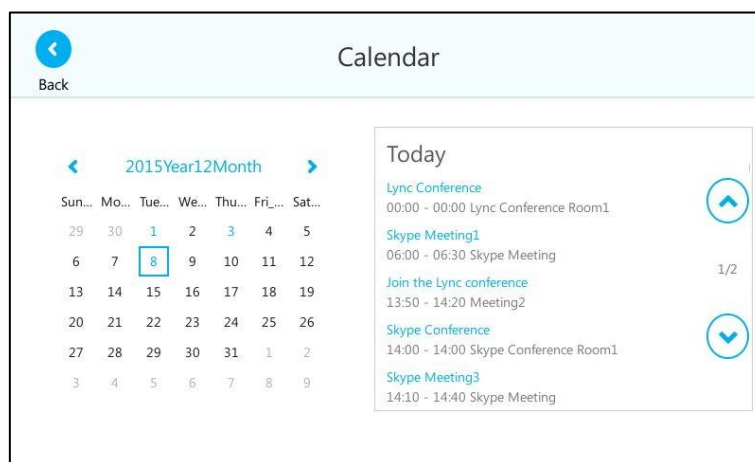 Back
Calendar
2015Year12Month
Sun... Mo... Tue... We... Thu... Fri_... Sat...
29 30 1 2 3 4 5
6 7 8 9 10 11 12
13 14 15 16 17 18 19
20 21 22 23 24 25 26
27 28 29 30 31 1 2
3 4 5 6 7 8 9
Today
Lync Conference
00:00 - 00:00 Lync Conference Room1
Skype Meeting1
06:00 - 06:30 Skype Meeting
Join the Lync conference
13:50 - 14:20 Meeting2
Skype Conference
14:00 - 14:00 Skype Conference Room1
Skype Meeting3
14:10 - 14:40 Skype Meeting
1/2